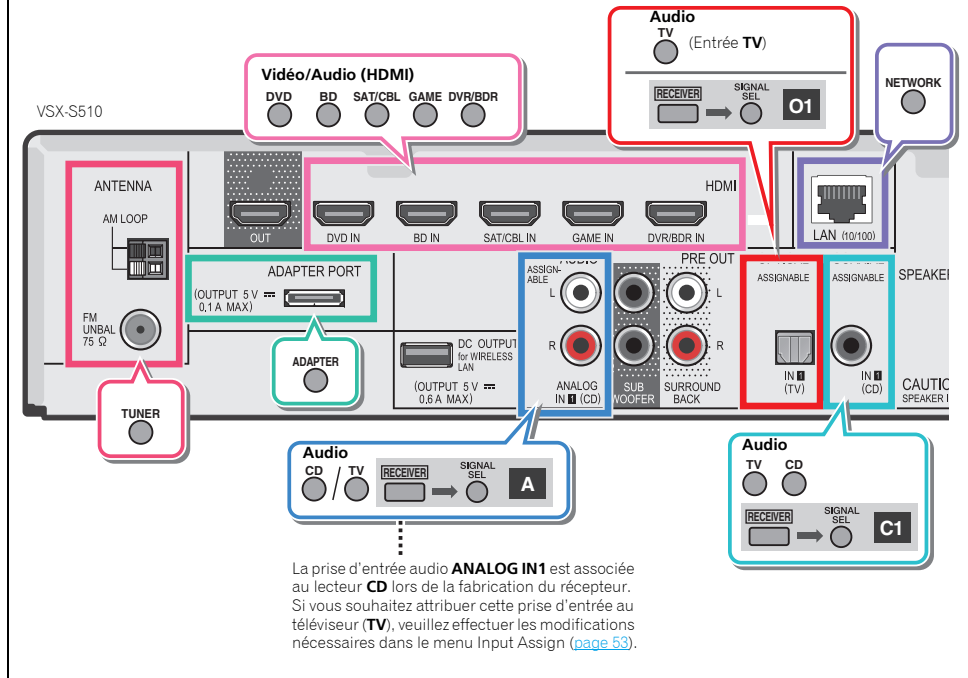 Audio
TV
(Entrée TV)
RECEIVER
SIGNAL
SEL
O1
NETWORK
Vidéo/Audio (HDMI)
DVD BD SAT/CBL GAME DVR/BDR
VSX-S510
ANTENNA
AM LOOP
FM
UNBAL
75 Ω
TUNER
HDMI
OUT
DVD IN
BD IN
SAT/CBL IN
GAME IN
DVR/BDR IN
LAN (10/100)
ADAPTER PORT
(OUTPUT 5 V
0,1 A MAX)
ADAPTER
DC OUTPUT
for WIRELESS
LAN
(OUTPUT 5 V
0.6 A MAX)
AUDIO
ASSIGN-
ABLE
L
R
ANALOG
IN 1 (CD)
PRE OUT
L
R
SUB
WOOFER
SURROUND
BACK
ASSIGNABLE
IN 1
(TV)
ASSIGNABLE
IN 1
(CD)
SPEAKER
CAUTIO
SPEAKER I
Audio
CD / TV
RECEIVER
SIGNAL
SEL
A
Audio
TV CD
RECEIVER
SIGNAL
SEL
C1
La prise d’entrée audio ANALOG IN1 est associée
au lecteur CD lors de la fabrication du récepteur.
Si vous souhaitez attribuer cette prise d’entrée au
téléviseur (TV), veuillez effectuer les modifications
nécessaires dans le menu Input Assign (page 53).